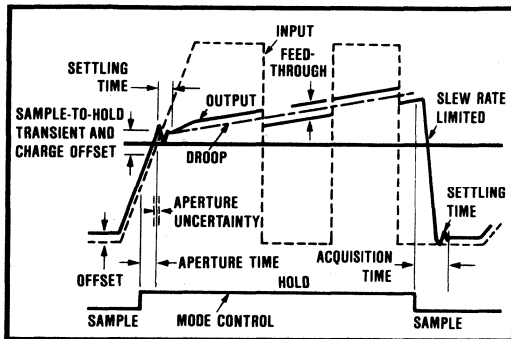 INPUT
FEED-
THROUGH
SETTLING
TIME
OUTPUT
SAMPLE-TO-HOLD
TRANSIENT AND
CHARGE OFFSET
SLEW RATE
LIMITED
DROOP
SETTLING
TIME
APERTURE
UNCERTAINTY
ACQUISITION
TIME
OFFSET
APERTURE TIME
HOLD
SAMPLE
MODE CONTROL
SAMPLE